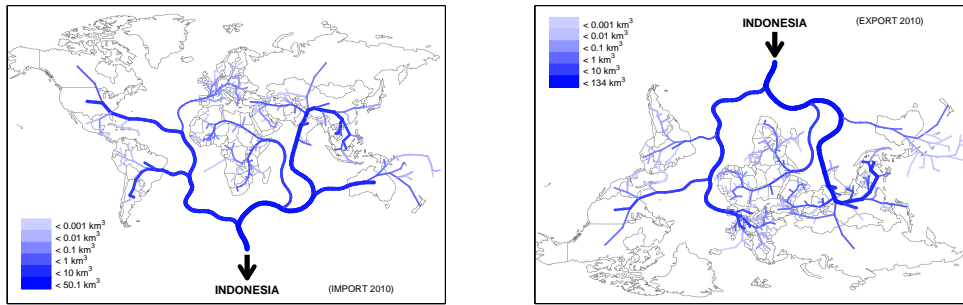 < 0.001 km³
< 0.01 km³
< 0.1 km³
< 1 km³
< 10 km³
< 50.1 km³
INDONESIA (IMPORT 2010)
INDONESIA (EXPORT 2010)
< 0.001 km³
< 0.01 km³
< 0.1 km³
< 1 km³
< 10 km³
< 134 km³